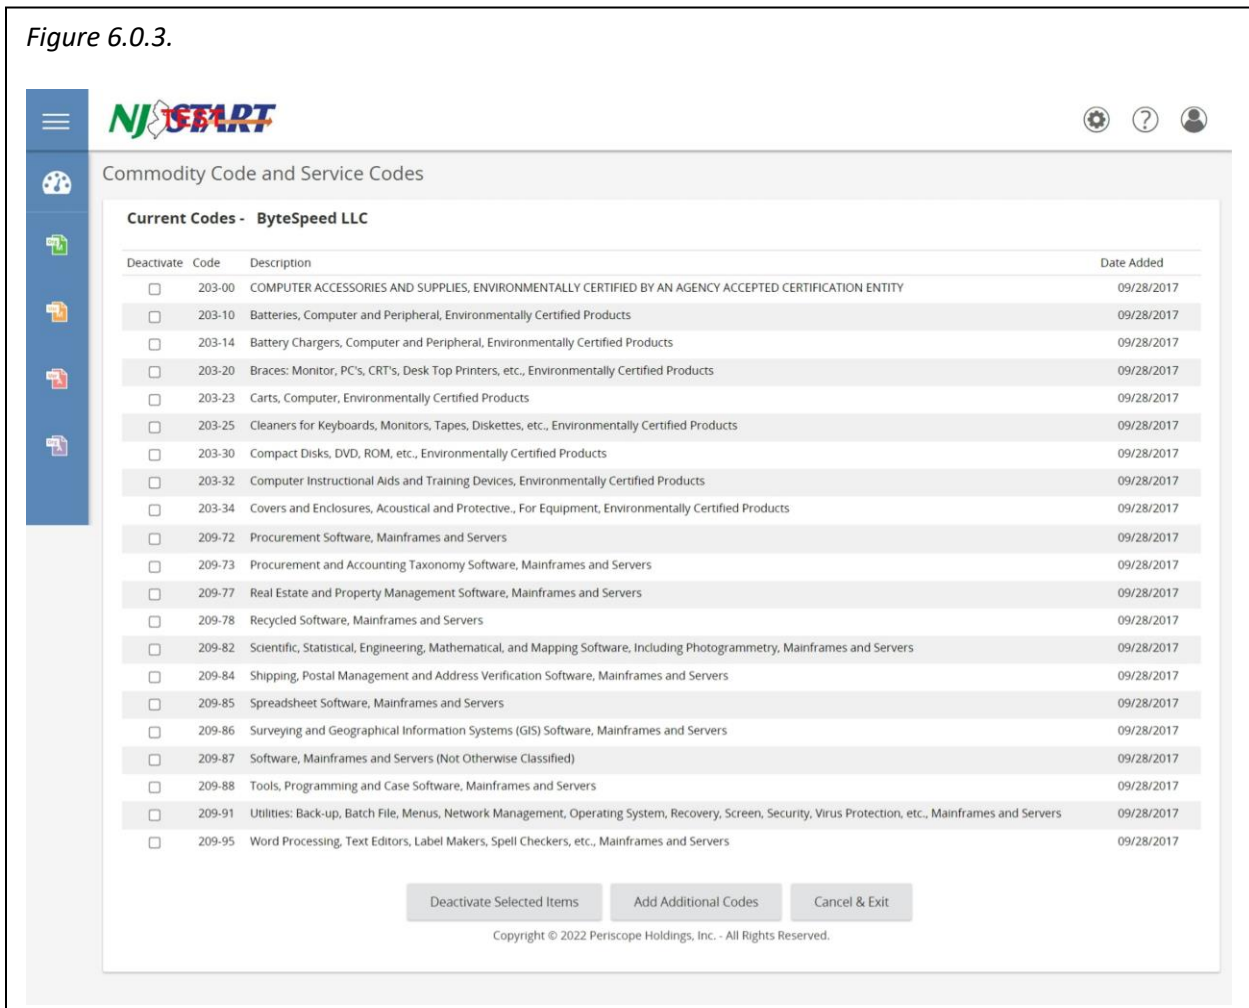 Figure 6.0.3.
NJ START
TEST
?
Commodity Code and Service Codes
Current Codes - ByteSpeed LLC
Deactivate Code Description Date Added
203-00 COMPUTER ACCESSORIES AND SUPPLIES, ENVIRONMENTALLY CERTIFIED BY AN AGENCY ACCEPTED CERTIFICATION ENTITY 09/28/2017
203-10 Batteries, Computer and Peripheral, Environmentally Certified Products 09/28/2017
203-14 Battery Chargers, Computer and Peripheral, Environmentally Certified Products 09/28/2017
203-20 Braces: Monitor, PC's, CRT's, Desk Top Printers, etc., Environmentally Certified Products 09/28/2017
203-23 Carts, Computer, Environmentally Certified Products 09/28/2017
203-25 Cleaners for Keyboards, Monitors, Tapes, Diskettes, etc., Environmentally Certified Products 09/28/2017
203-30 Compact Disks, DVD, ROM, etc., Environmentally Certified Products 09/28/2017
203-32 Computer Instructional Aids and Training Devices, Environmentally Certified Products 09/28/2017
203-34 Covers and Enclosures, Acoustical and Protective., For Equipment, Environmentally Certified Products 09/28/2017
209-72 Procurement Software, Mainframes and Servers 09/28/2017
209-73 Procurement and Accounting Taxonomy Software, Mainframes and Servers 09/28/2017
209-77 Real Estate and Property Management Software, Mainframes and Servers 09/28/2017
209-78 Recycled Software, Mainframes and Servers 09/28/2017
209-82 Scientific, Statistical, Engineering, Mathematical, and Mapping Software, Including Photogrammetry, Mainframes and Servers 09/28/2017
209-84 Shipping, Postal Management and Address Verification Software, Mainframes and Servers 09/28/2017
209-85 Spreadsheet Software, Mainframes and Servers 09/28/2017
209-86 Surveying and Geographical Information Systems (GIS) Software, Mainframes and Servers 09/28/2017
209-87 Software, Mainframes and Servers (Not Otherwise Classified) 09/28/2017
209-88 Tools, Programming and Case Software, Mainframes and Servers 09/28/2017
209-91 Utilities: Back-up, Batch File, Menus, Network Management, Operating System, Recovery, Screen, Security, Virus Protection, etc., Mainframes and Servers 09/28/2017
209-95 Word Processing, Text Editors, Label Makers, Spell Checkers, etc., Mainframes and Servers 09/28/2017
Deactivate Selected Items Add Additional Codes Cancel & Exit
Copyright © 2022 Periscope Holdings, Inc. - All Rights Reserved.